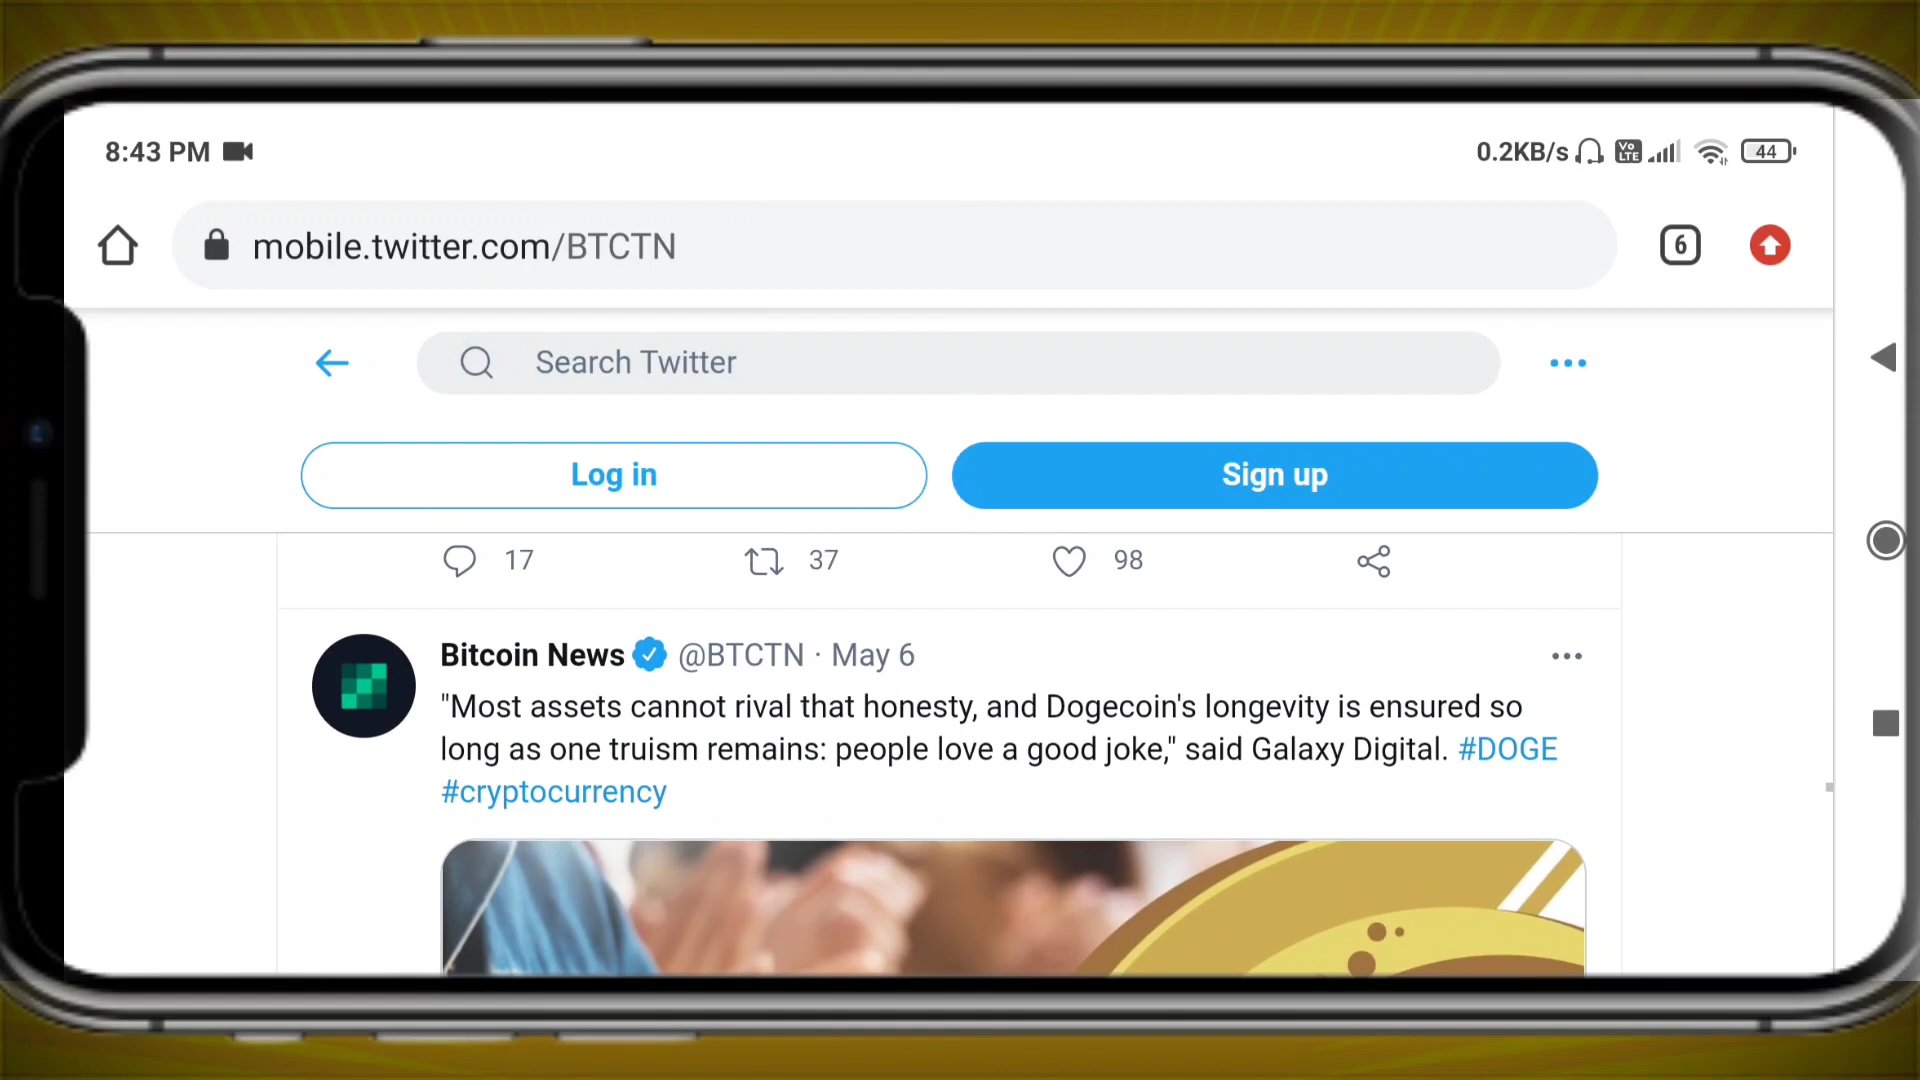 8:43 PM
0.2KB/s
Vo
LTE
44
mobile.twitter.com/BTCTN
6
Search Twitter
Log in
Sign up
17
37
98
Bitcoin News @BTCTN · May 6
"Most assets cannot rival that honesty, and Dogecoin's longevity is ensured so
long as one truism remains: people love a good joke," said Galaxy Digital. #DOGE
#cryptocurrency